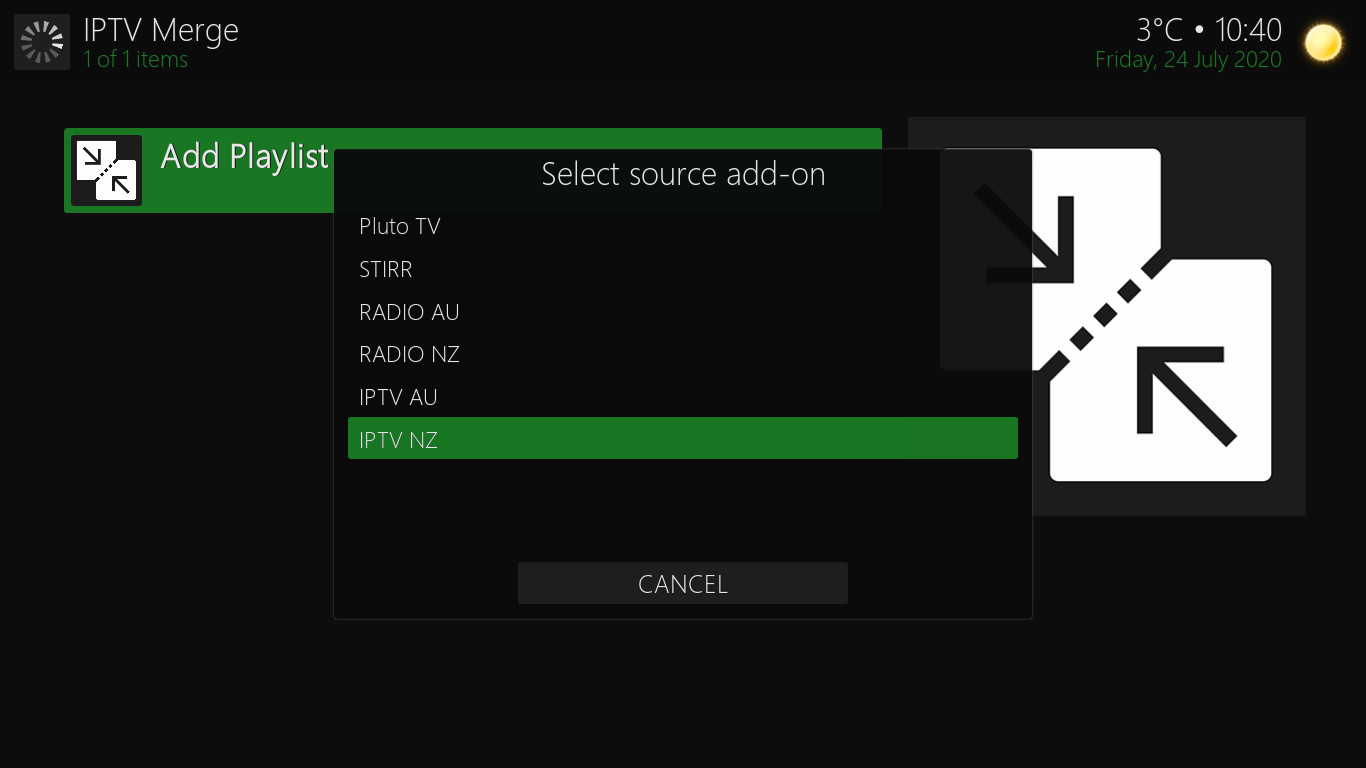 IPTV Merge
1 of 1 items
3°C • 10:40
Friday, 24 July 2020
Add Playlist
Select source add-on
Pluto TV
STIRR
RADIO AU
RADIO NZ
IPTV AU
IPTV NZ
CANCEL